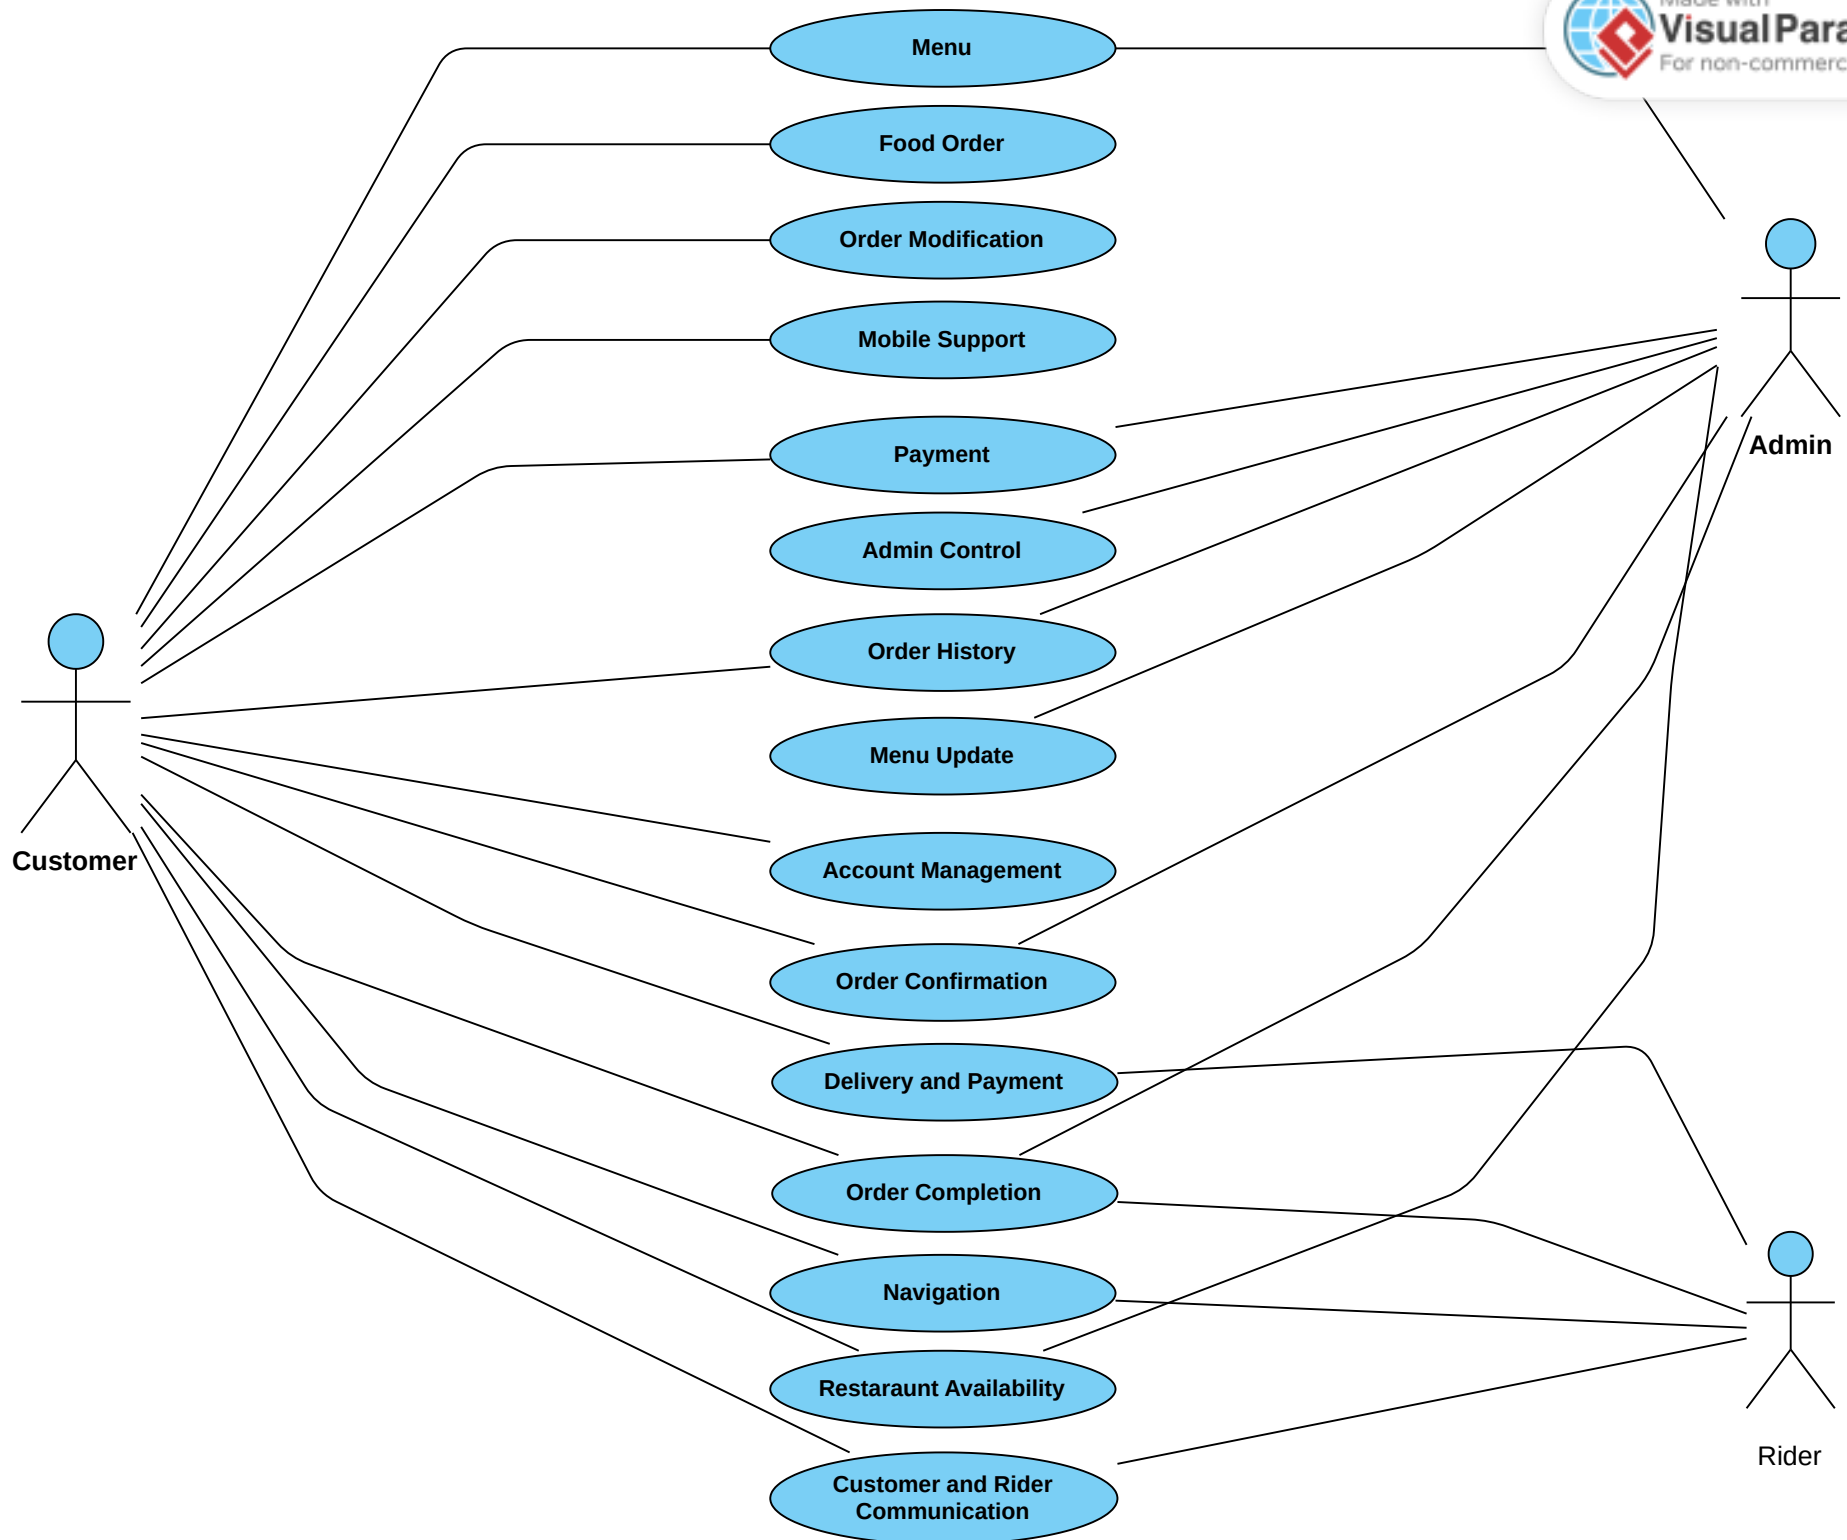 Made with
Visual Para
For non-commerc
Menu
Food Order
Order Modification
Mobile Support
Payment
Admin
Admin Control
Order History
Menu Update
Customer
Account Management
Order Confirmation
Delivery and Payment
Order Completion
Navigation
Restaraunt Availability
Rider
Customer and Rider
Communication